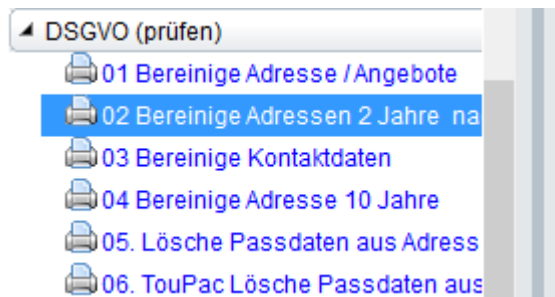 DSGVO (prüfen)
01 Bereinige Adresse / Angebote
02 Bereinige Adressen 2 Jahre na
03 Bereinige Kontaktdaten
04 Bereinige Adresse 10 Jahre
05. Lösche Passdaten aus Adress
06. TouPac Lösche Passdaten aus